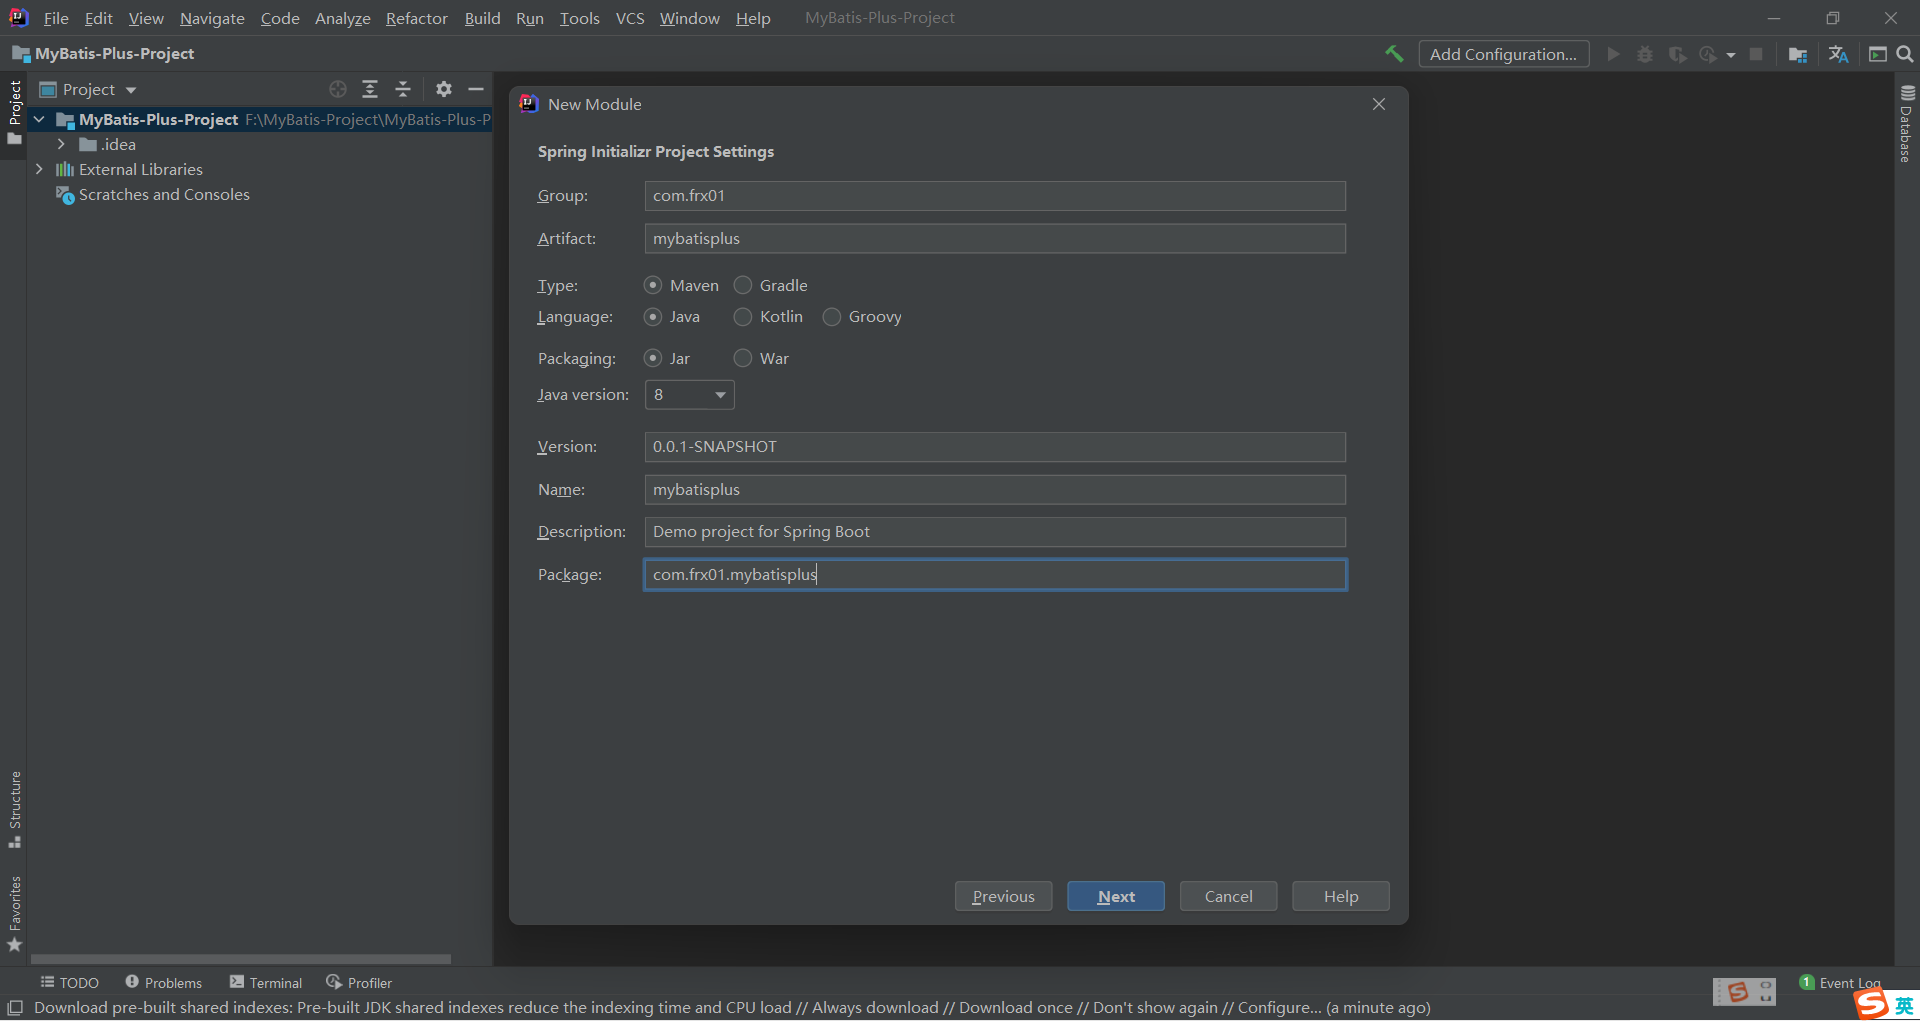 File Edit View Navigate Code Analyze Refactor Build Run Tools VCS Window Help MyBatis-Plus-Project
MyBatis-Plus-Project
Add Configuration...
Project
Project
MyBatis-Plus-Project F:\MyBatis-Project\MyBatis-Plus-P
.idea
External Libraries
Scratches and Consoles
Structure
Favorites
Database
New Module
Spring Initializr Project Settings
Group: com.frx01
Artifact: mybatisplus
Type: Maven Gradle
Language: Java Kotlin Groovy
Packaging: Jar War
Java version: 8
Version: 0.0.1-SNAPSHOT
Name: mybatisplus
Description: Demo project for Spring Boot
Package: com.frx01.mybatisplus
Previous Next Cancel Help
TODO Problems Terminal Profiler
1 Event Log
Download pre-built shared indexes: Pre-built JDK shared indexes reduce the indexing time and CPU load // Always download // Download once // Don't show again // Configure... (a minute ago)
英